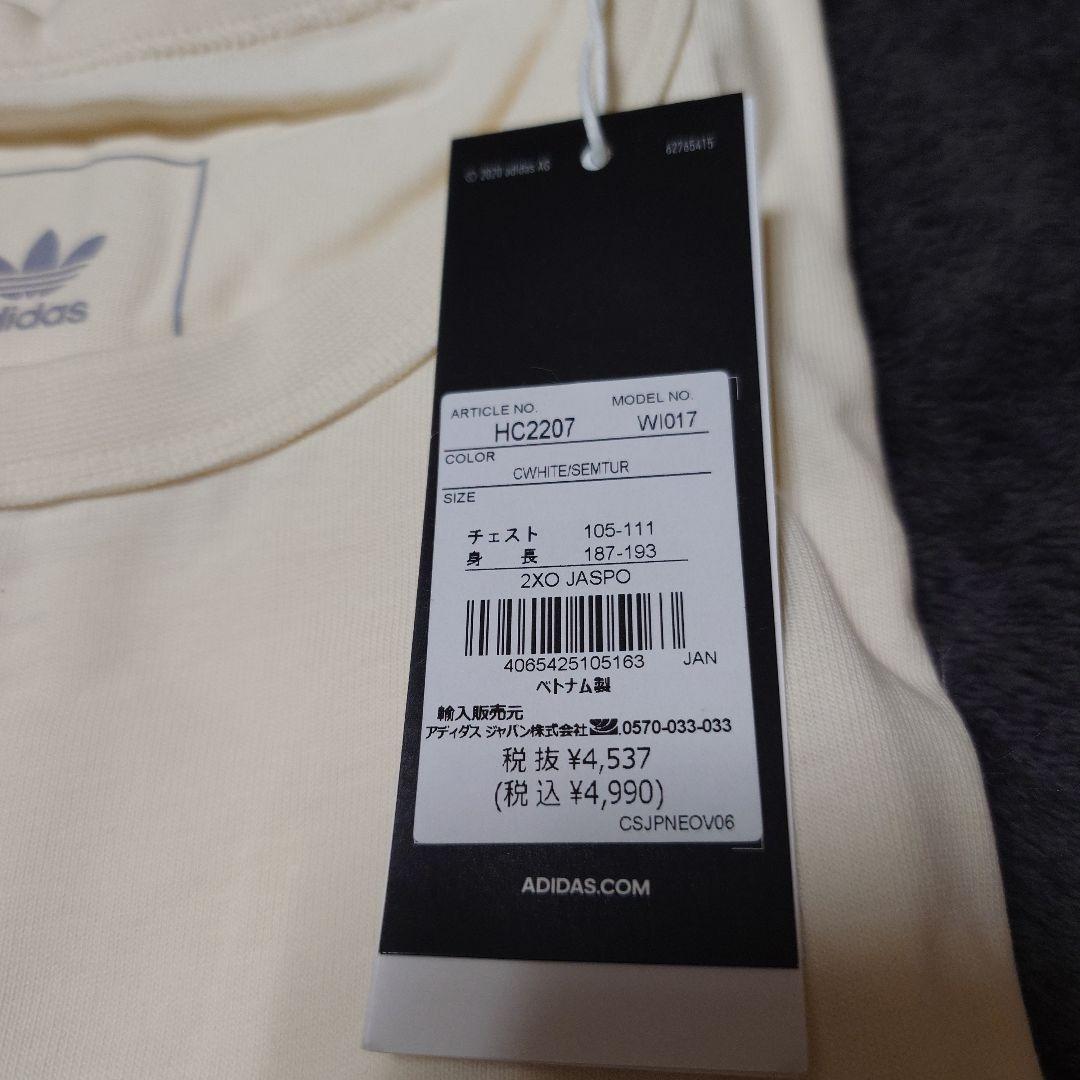 © 2020 adidas AG
62765415
adidas
ARTICLE NO. MODEL NO.
HC2207 WI017
COLOR
CWHITE/SEMTUR
SIZE
チェスト 105-111
身 長 187-193
2XO JASPO
4065425105163 JAN
ベトナム製
輸入販売元
アディダス ジャパン株式会社 0570-033-033
税 抜 ¥4,537
(税 込 ¥4,990)
CSJPNEOV06
ADIDAS.COM